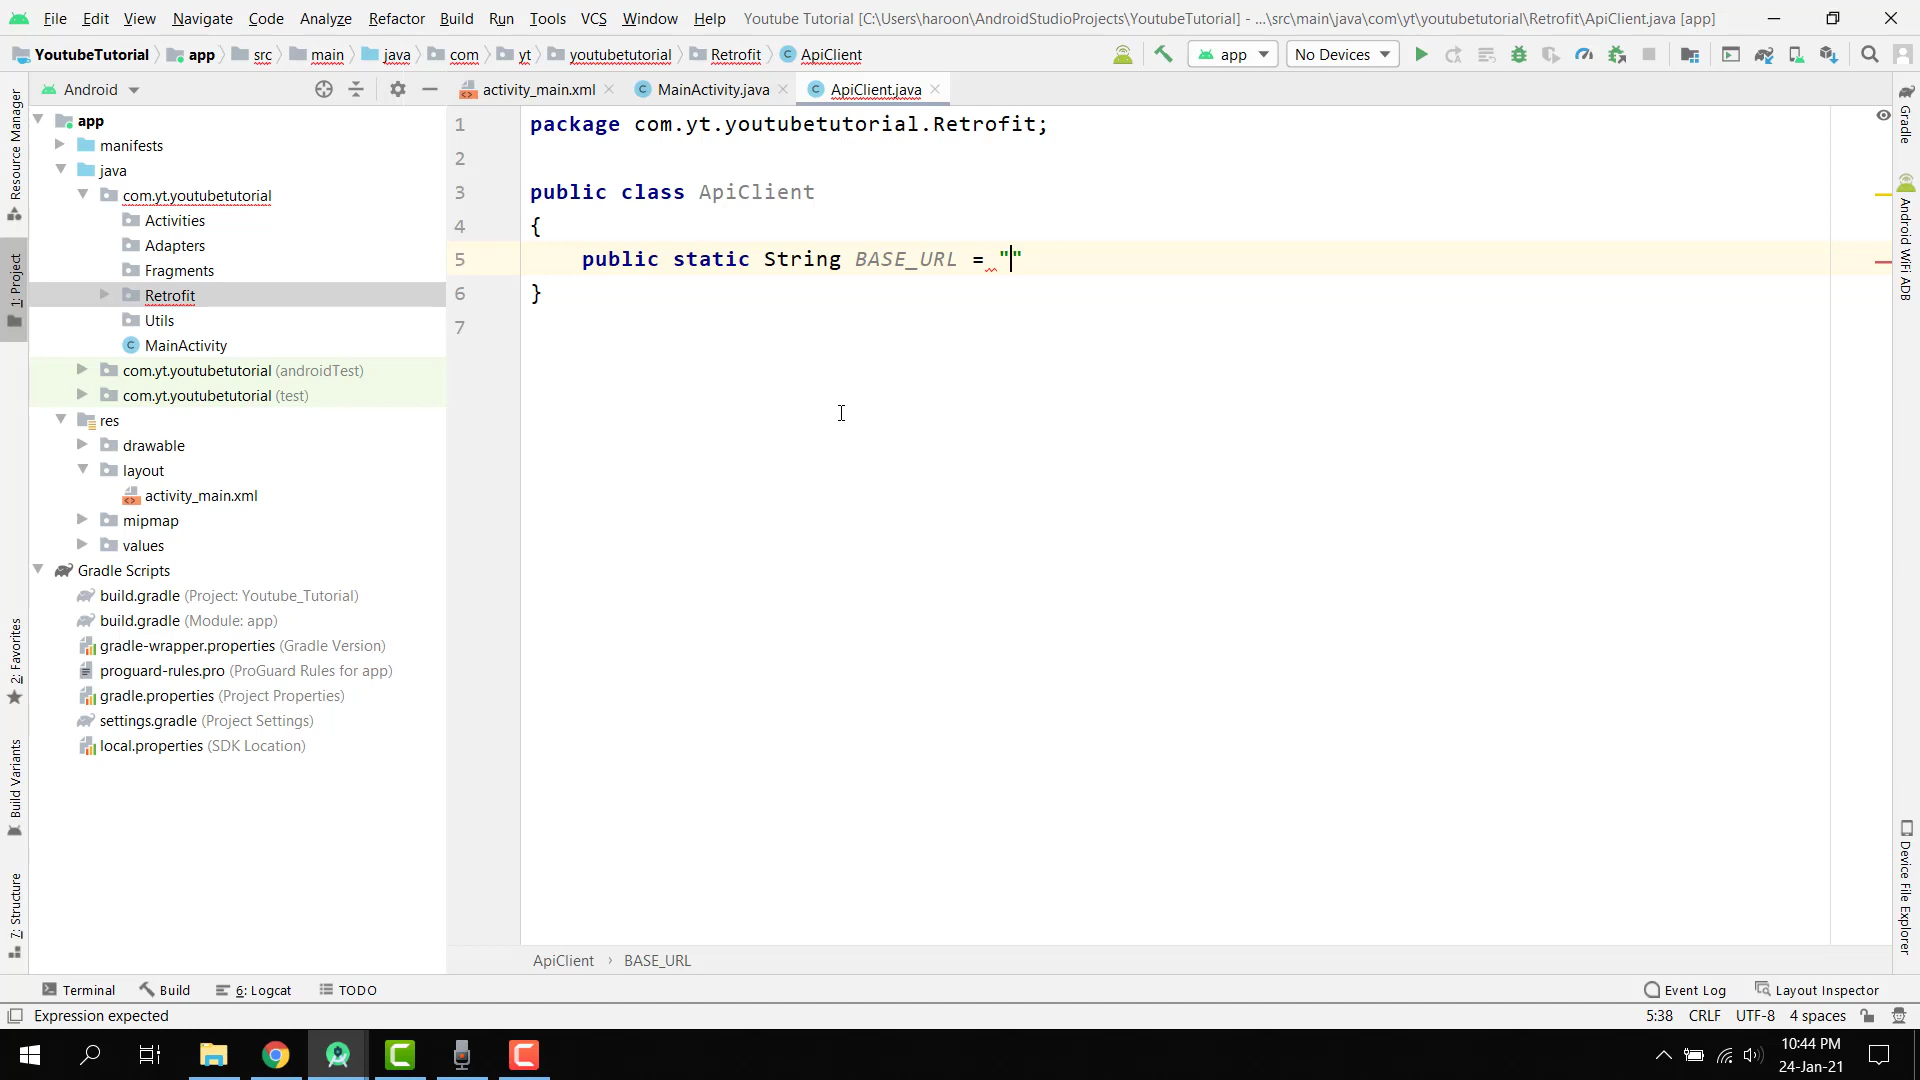 File Edit View Navigate Code Analyze Refactor Build Run Tools VCS Window Help Youtube Tutorial [C:\Users\haroon\AndroidStudioProjects\YoutubeTutorial] - ...\src\main\java\com\yt\youtubetutorial\Retrofit\ApiClient.java [app]
YoutubeTutorial app src main java com yt youtubetutorial Retrofit ApiClient app No Devices
Android activity_main.xml MainActivity.java ApiClient.java
app
manifests
java
com.yt.youtubetutorial
Activities
Adapters
Fragments
Retrofit
Utils
MainActivity
com.yt.youtubetutorial (androidTest)
com.yt.youtubetutorial (test)
res
drawable
layout
activity_main.xml
mipmap
values
Gradle Scripts
build.gradle (Project: Youtube_Tutorial)
build.gradle (Module: app)
gradle-wrapper.properties (Gradle Version)
proguard-rules.pro (ProGuard Rules for app)
gradle.properties (Project Properties)
settings.gradle (Project Settings)
local.properties (SDK Location)
1 package com.yt.youtubetutorial.Retrofit;
2
3 public class ApiClient
4 {
5 public static String BASE_URL = ""
6 }
7
Resource Manager
1: Project
2: Favorites
Build Variants
7: Structure
Gradle
Android WiFi ADB
Device File Explorer
ApiClient › BASE_URL
Terminal Build 6: Logcat TODO Event Log Layout Inspector
Expression expected 5:38 CRLF UTF-8 4 spaces
10:44 PM
24-Jan-21